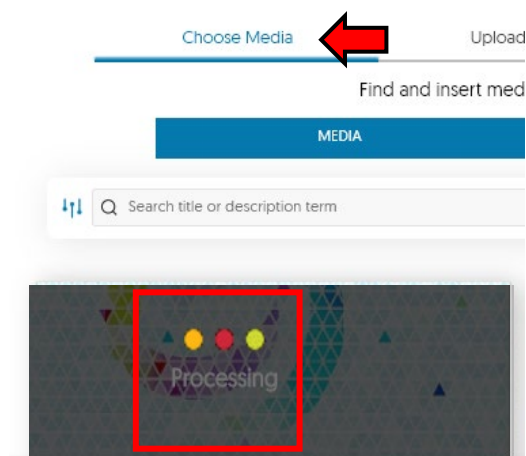 Choose Media
Upload
Find and insert med
MEDIA
Search title or description term
Processing